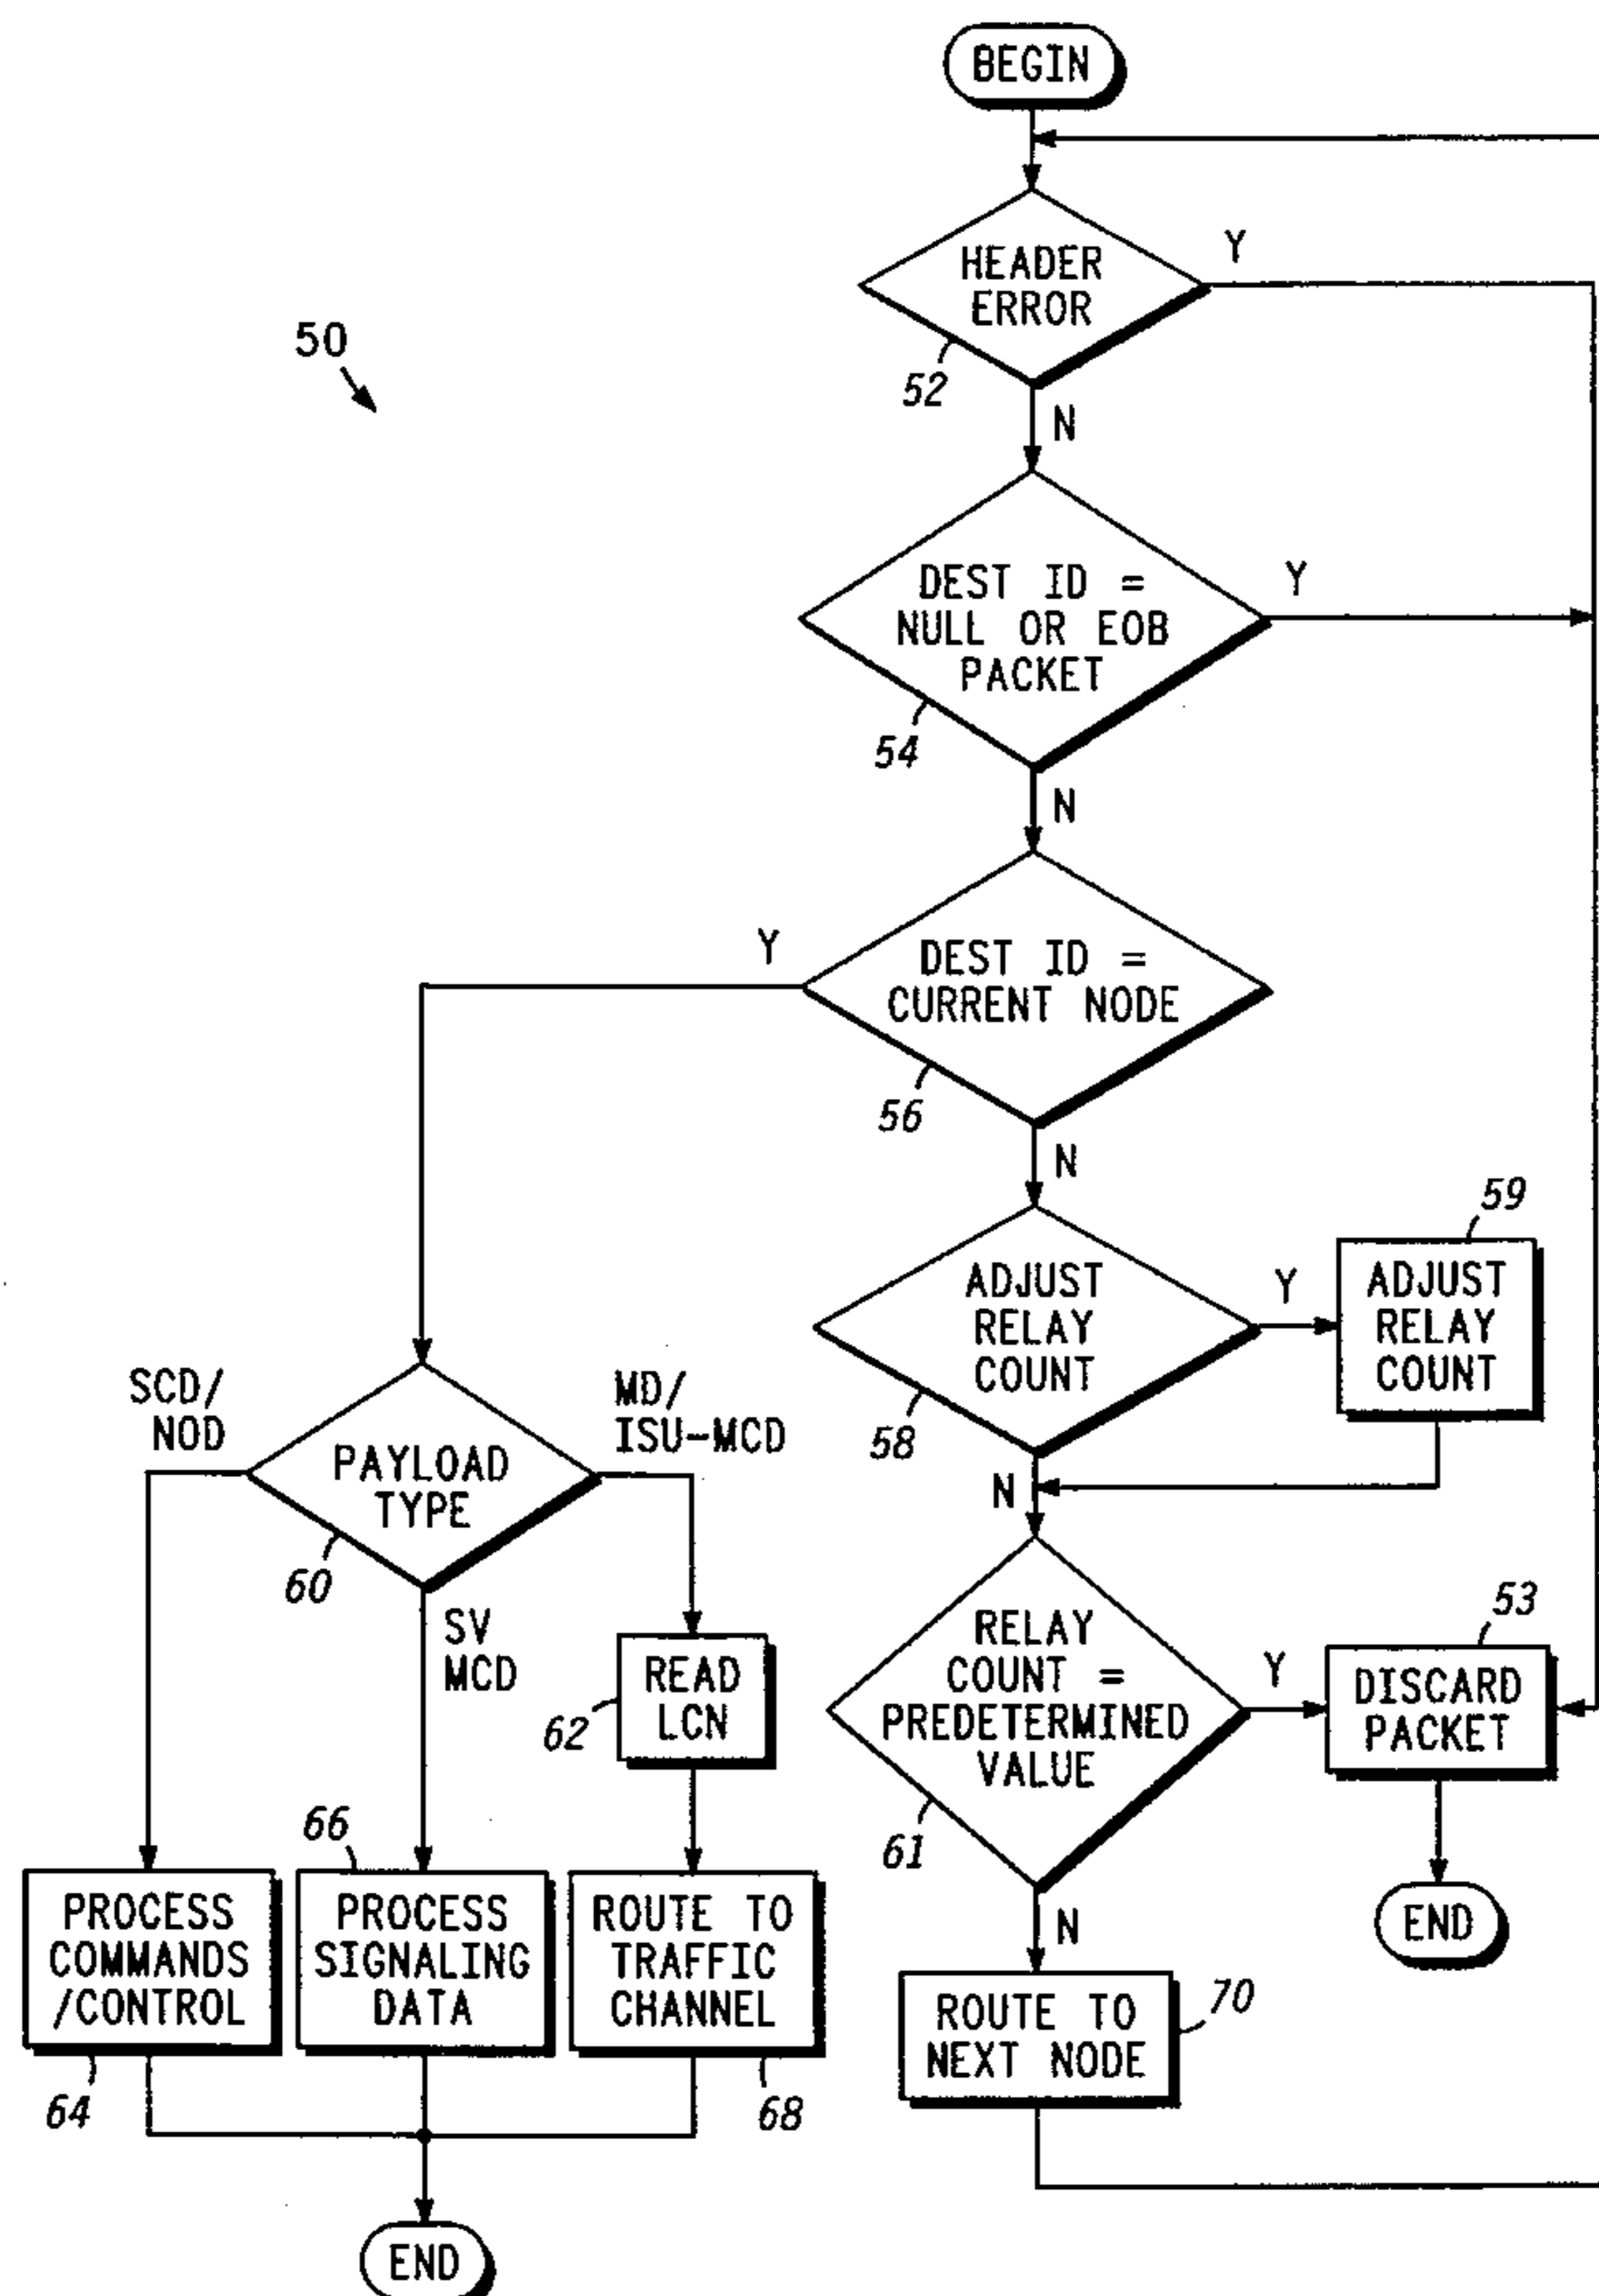 BEGIN
HEADER
ERROR
Y
52
N
50
DEST ID =
NULL OR EOB
PACKET
Y
54
N
DEST ID =
CURRENT NODE
Y
56
N
ADJUST
RELAY
COUNT
Y
58
N
59
ADJUST
RELAY
COUNT
SCD/
NOD
MD/
ISU-MCD
PAYLOAD
TYPE
60
SV
MCD
READ
LCN
62
RELAY
COUNT =
PREDETERMINED
VALUE
Y
61
N
53
DISCARD
PACKET
END
PROCESS
COMMANDS
/CONTROL
64
66
PROCESS
SIGNALING
DATA
ROUTE TO
TRAFFIC
CHANNEL
68
ROUTE TO
NEXT NODE
70
END